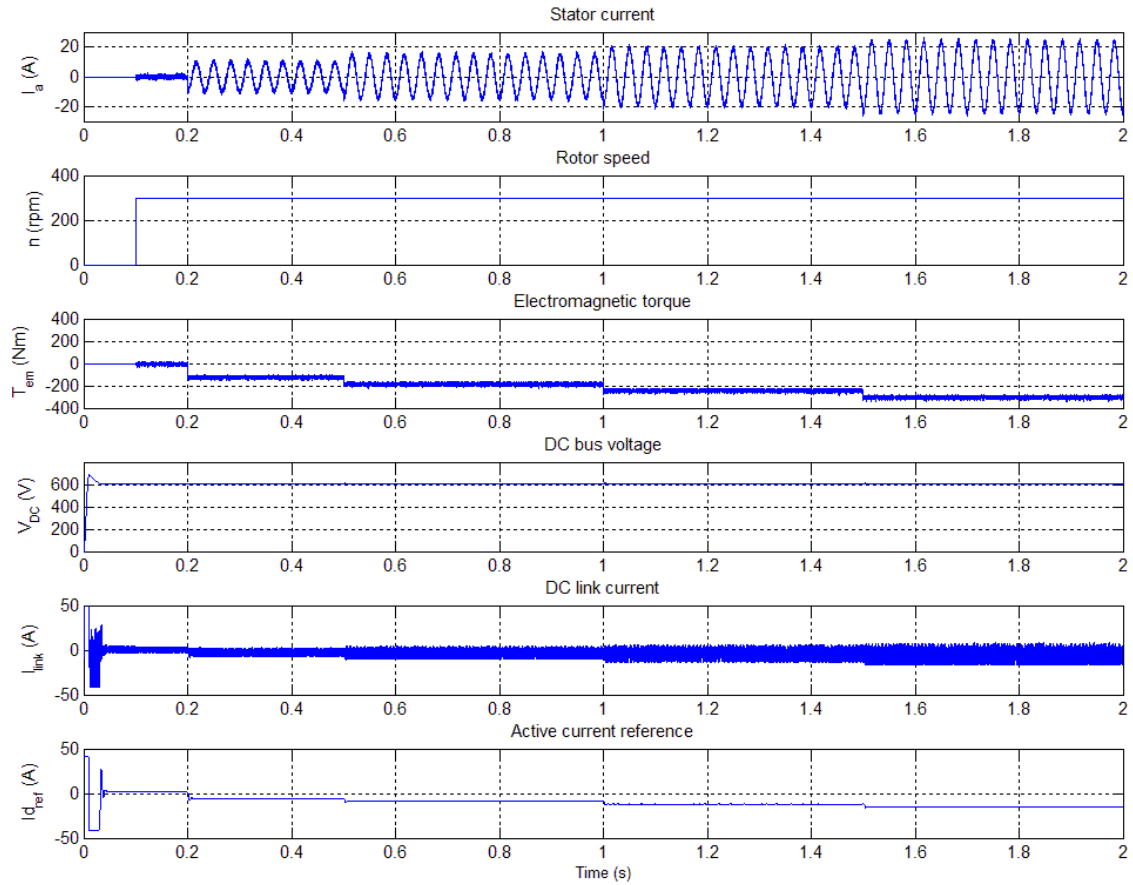 Stator current
I_a (A)
20
0
-20
0 0.2 0.4 0.6 0.8 1 1.2 1.4 1.6 1.8 2
Rotor speed
n (rpm)
400
200
0
0 0.2 0.4 0.6 0.8 1 1.2 1.4 1.6 1.8 2
Electromagnetic torque
T_em (Nm)
400
200
0
-200
-400
0 0.2 0.4 0.6 0.8 1 1.2 1.4 1.6 1.8 2
DC bus voltage
V_DC (V)
600
400
200
0
0 0.2 0.4 0.6 0.8 1 1.2 1.4 1.6 1.8 2
DC link current
I_link (A)
50
0
-50
0 0.2 0.4 0.6 0.8 1 1.2 1.4 1.6 1.8 2
Active current reference
Id_ref (A)
50
0
-50
0 0.2 0.4 0.6 0.8 1 1.2 1.4 1.6 1.8 2
Time (s)